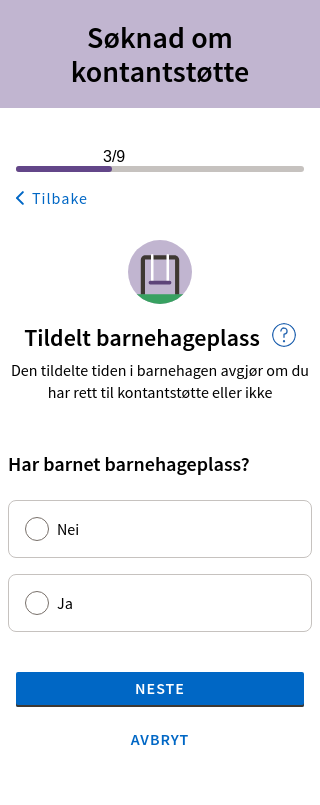 Søknad om
kontantstøtte
3/9
Tilbake
Tildelt barnehageplass ?
Den tildelte tiden i barnehagen avgjør om du
har rett til kontantstøtte eller ikke
Har barnet barnehageplass?
Nei
Ja
NESTE
AVBRYT